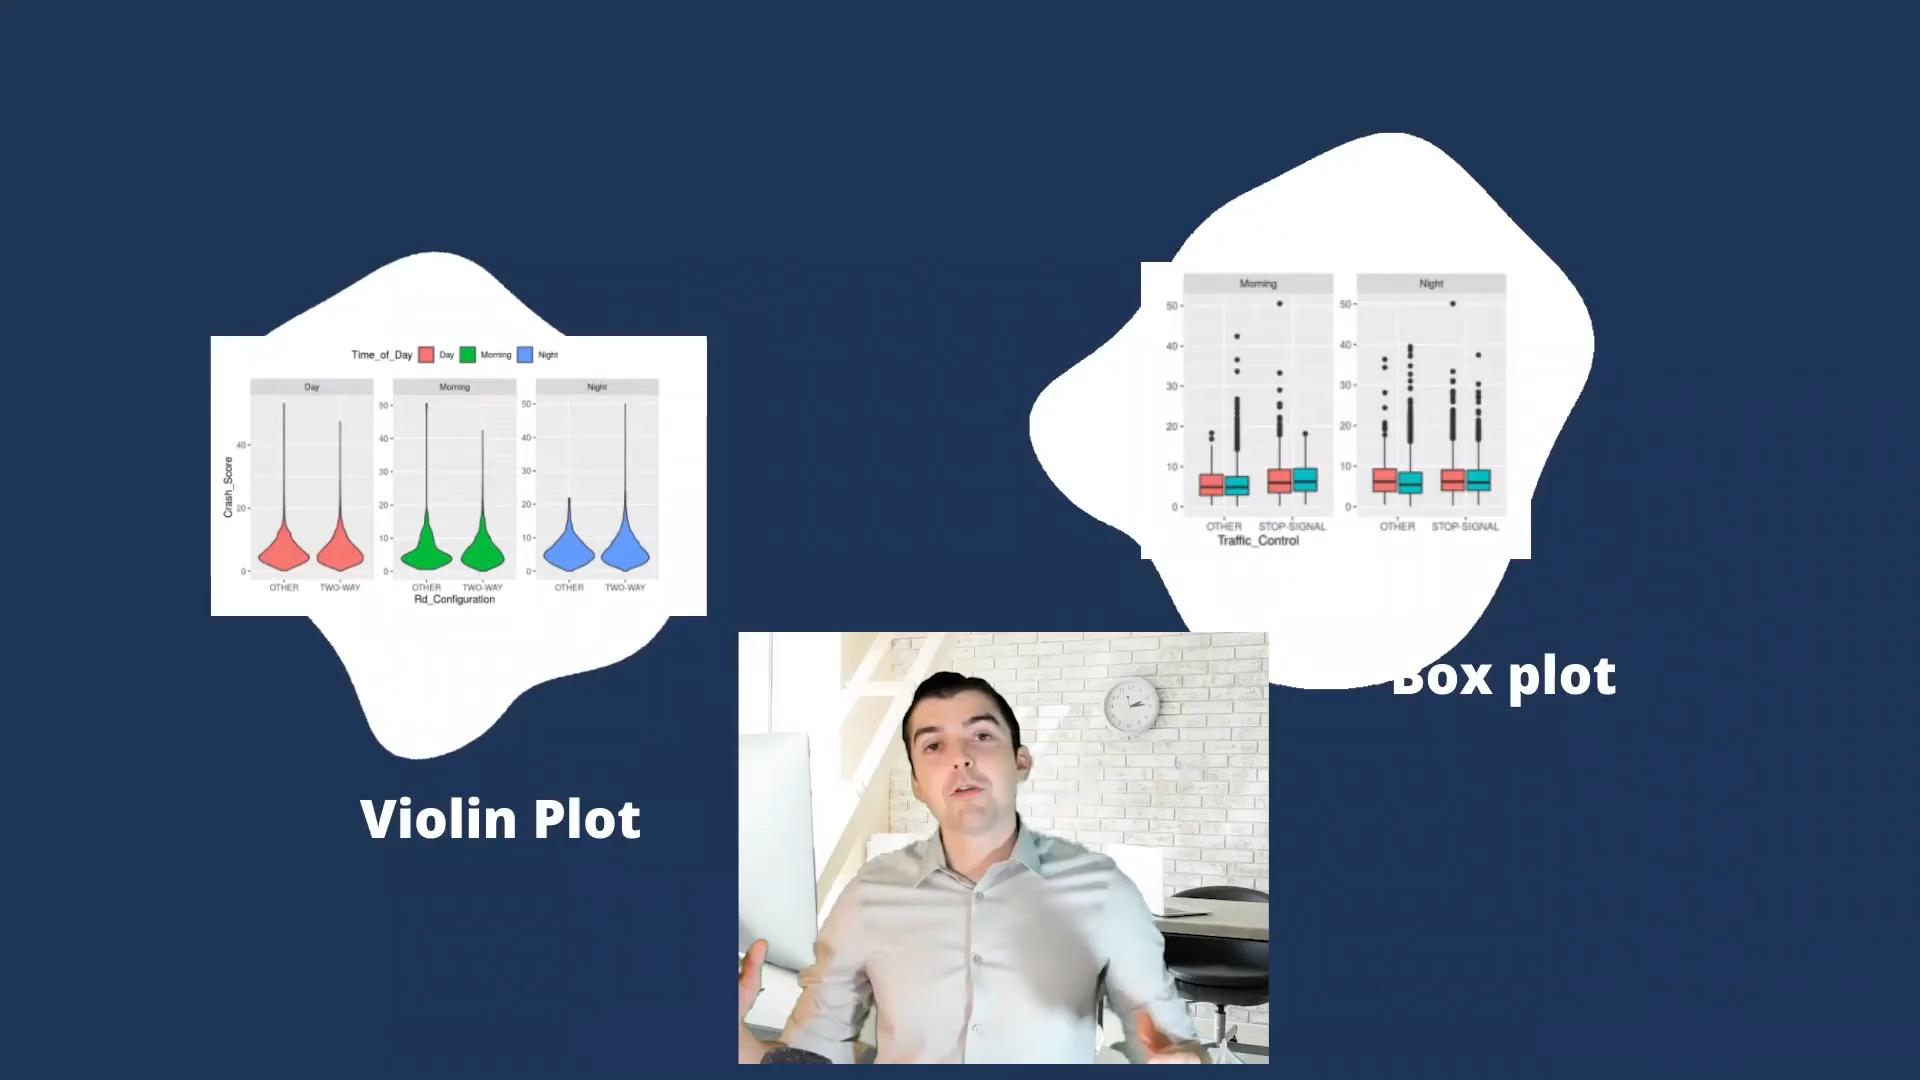 Time_of_Day Day Morning Night
Day Morning Night
Crash_Score
40
20
0
50
40
30
20
10
0
50
40
30
20
10
0
OTHER TWO-WAY OTHER TWO-WAY OTHER TWO-WAY
Rd_Configuration
Violin Plot
Morning Night
50
40
30
20
10
0
50
40
30
20
10
0
OTHER STOP-SIGNAL OTHER STOP-SIGNAL
Traffic_Control
Box plot